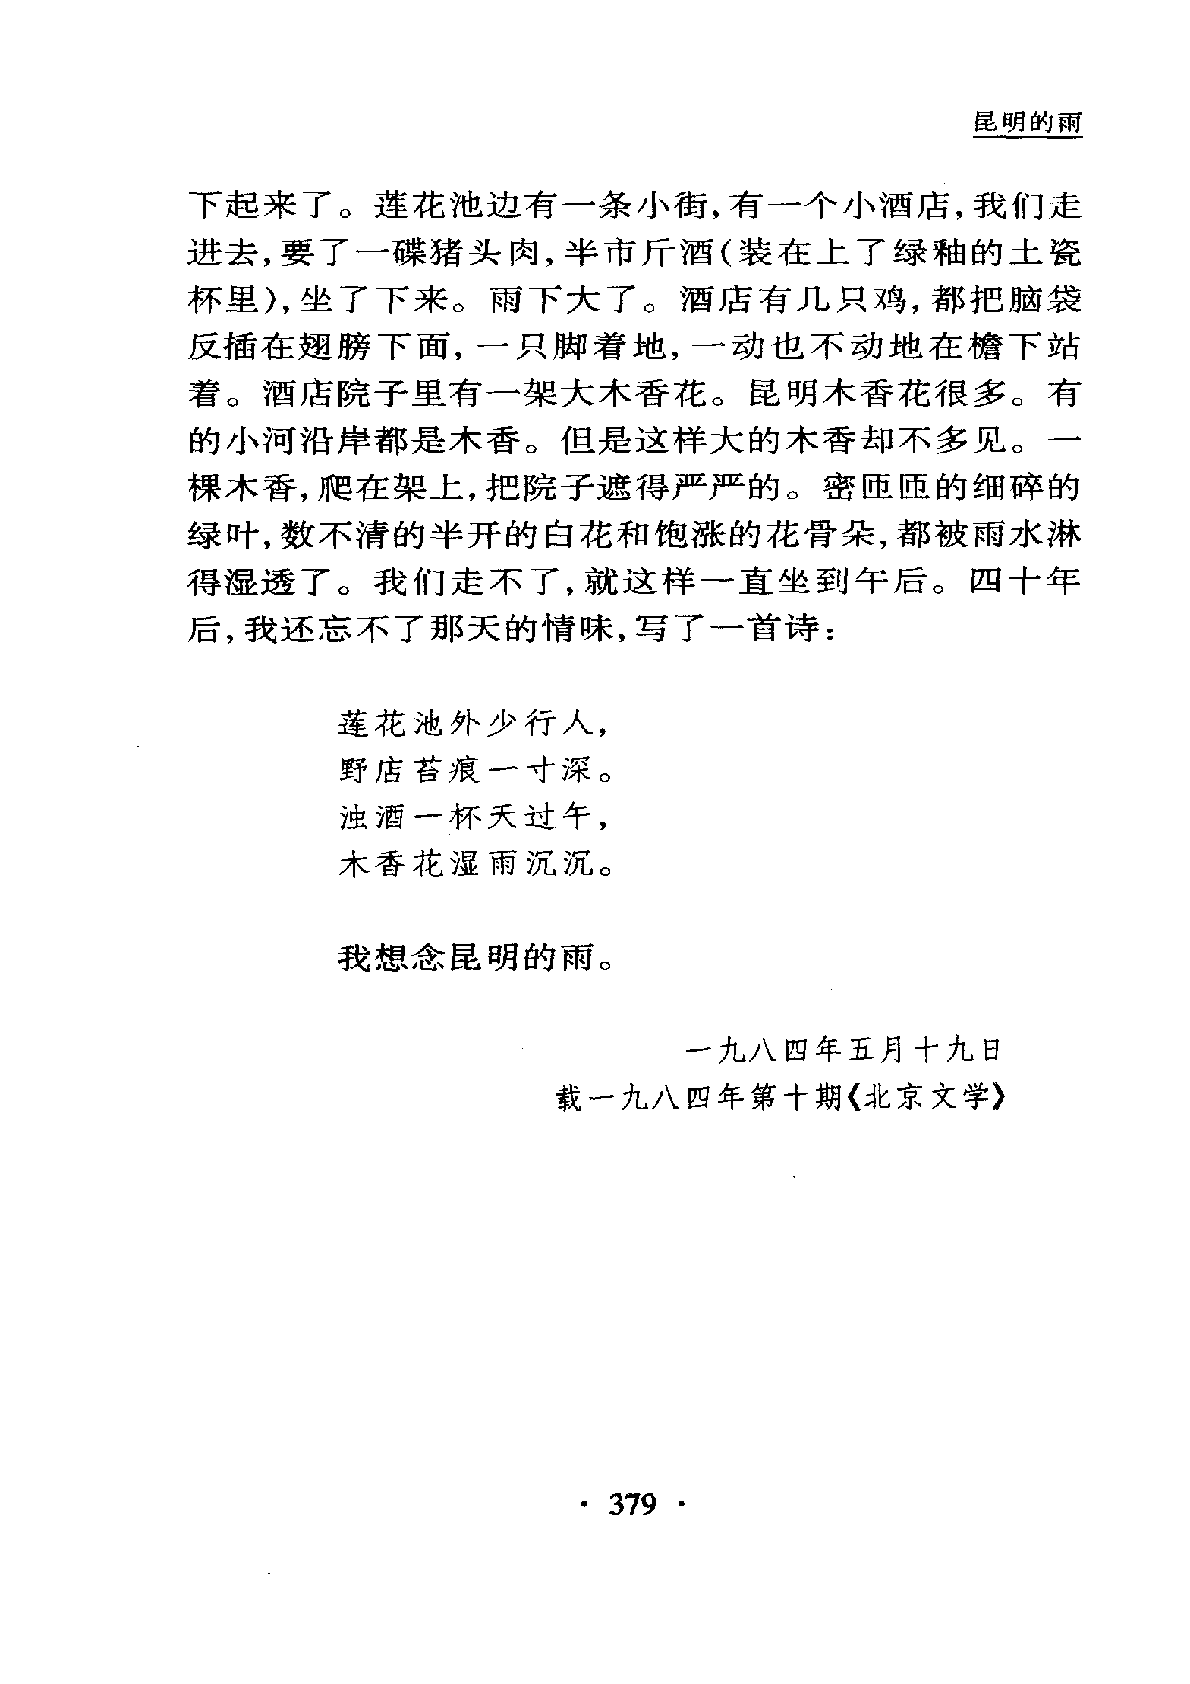 昆明的雨
下起来了。莲花池边有一条小街,有一个小酒店,我们走
进去,要了一碟猪头肉,半市斤酒(装在上了绿釉的土瓷
杯里),坐了下来。雨下大了。酒店有几只鸡,都把脑袋
反插在翅膀下面,一只脚着地,一动也不动地在檐下站
着。酒店院子里有一架大木香花。昆明木香花很多。有
的小河沿岸都是木香。但是这样大的木香却不多见。一
棵木香,爬在架上,把院子遮得严严的。密匝匝的细碎的
绿叶,数不清的半开的白花和饱涨的花骨朵,都被雨水淋
得湿透了。我们走不了,就这样一直坐到午后。四十年
后,我还忘不了那天的情味,写了一首诗:
莲花池外少行人,
野店苔痕一寸深。
浊酒一杯天过午,
木香花湿雨沉沉。
我想念昆明的雨。
一九八四年五月十九日
载一九八四年第十期《北京文学》
· 379 ·